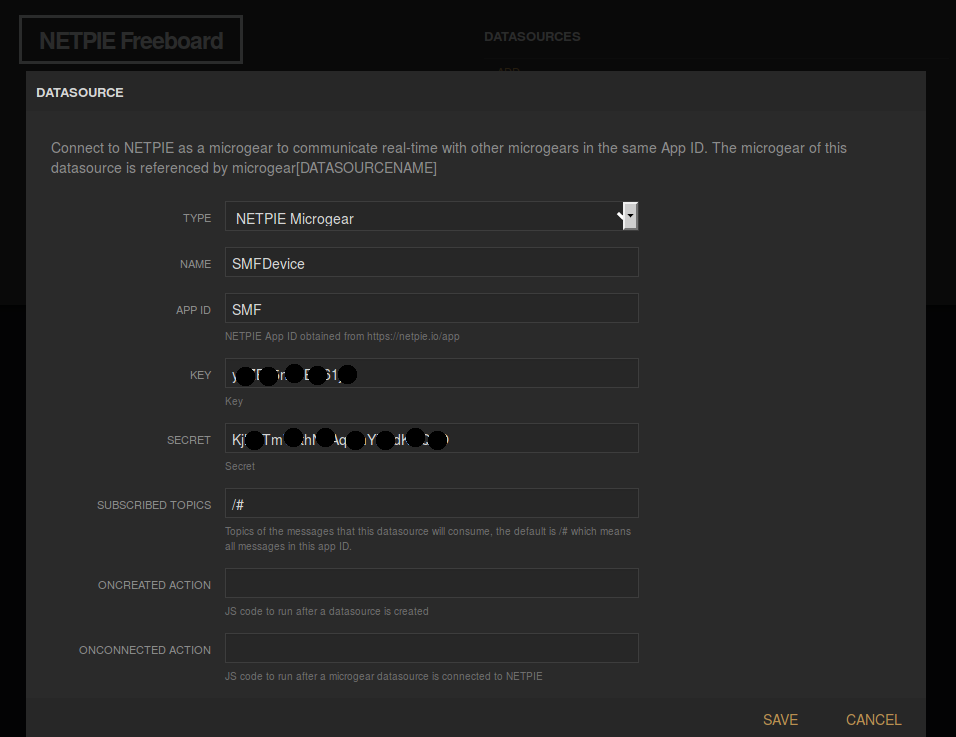 NETPIE Freeboard
DATASOURCES
DATASOURCE
Connect to NETPIE as a microgear to communicate real-time with other microgears in the same App ID. The microgear of this
datasource is referenced by microgear[DATASOURCENAME]
TYPE
NETPIE Microgear
NAME
SMFDevice
APP ID
SMF
NETPIE App ID obtained from https://netpie.io/app
KEY
Key
SECRET
Secret
SUBSCRIBED TOPICS
/#
Topics of the messages that this datasource will consume, the default is /# which means
all messages in this app ID.
ONCREATED ACTION
JS code to run after a datasource is created
ONCONNECTED ACTION
JS code to run after a microgear datasource is connected to NETPIE
SAVE
CANCEL